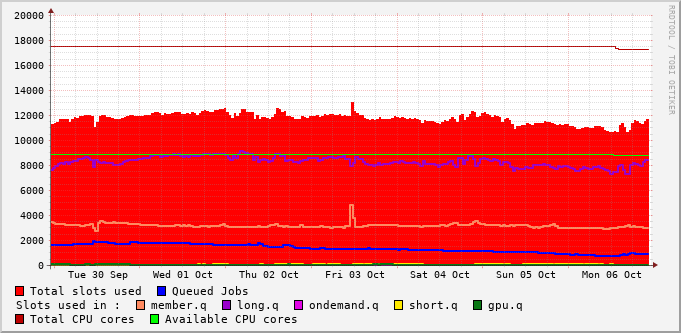 20000
18000
16000
14000
12000
10000
8000
6000
4000
2000
0
Tue 30 Sep Wed 01 Oct Thu 02 Oct Fri 03 Oct Sat 04 Oct Sun 05 Oct Mon 06 Oct
RRDTOOL / TOBI OETIKER
Total slots used Queued Jobs
Slots used in : member.q long.q ondemand.q short.q gpu.q
Total CPU cores Available CPU cores